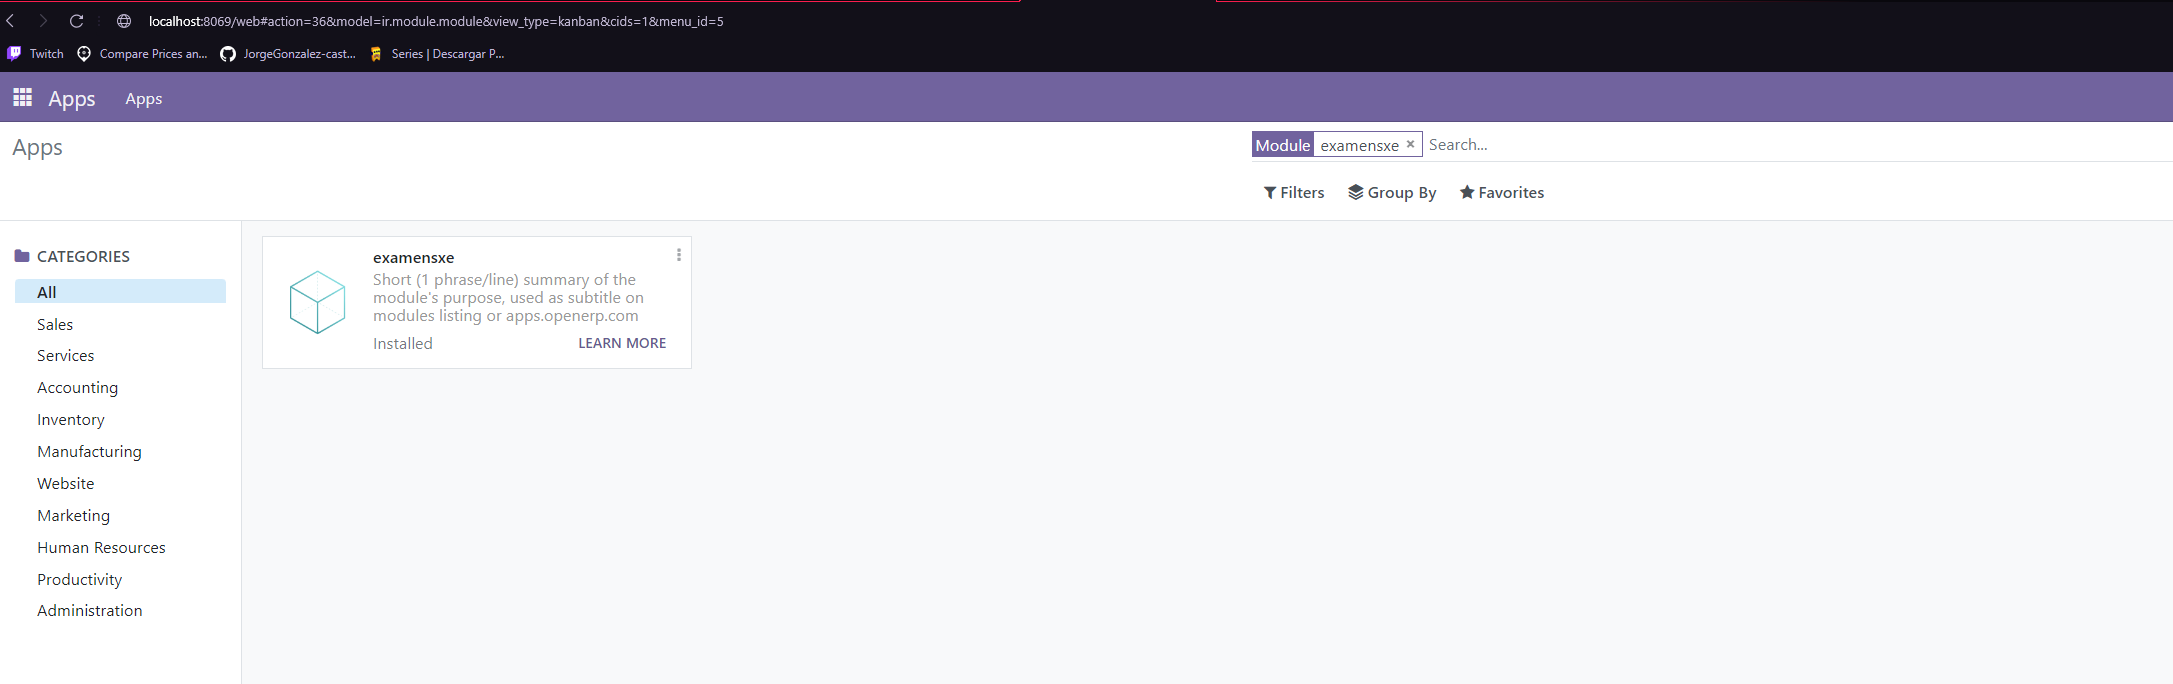 localhost:8069/web#action=36&model=ir.module.module&view_type=kanban&cids=1&menu_id=5
Twitch Compare Prices an... JorgeGonzalez-cast... Series | Descargar P...
Apps Apps
Apps
Module examensxe × Search...
Filters Group By Favorites
CATEGORIES
All
Sales
Services
Accounting
Inventory
Manufacturing
Website
Marketing
Human Resources
Productivity
Administration
examensxe
Short (1 phrase/line) summary of the
module's purpose, used as subtitle on
modules listing or apps.openerp.com
Installed LEARN MORE